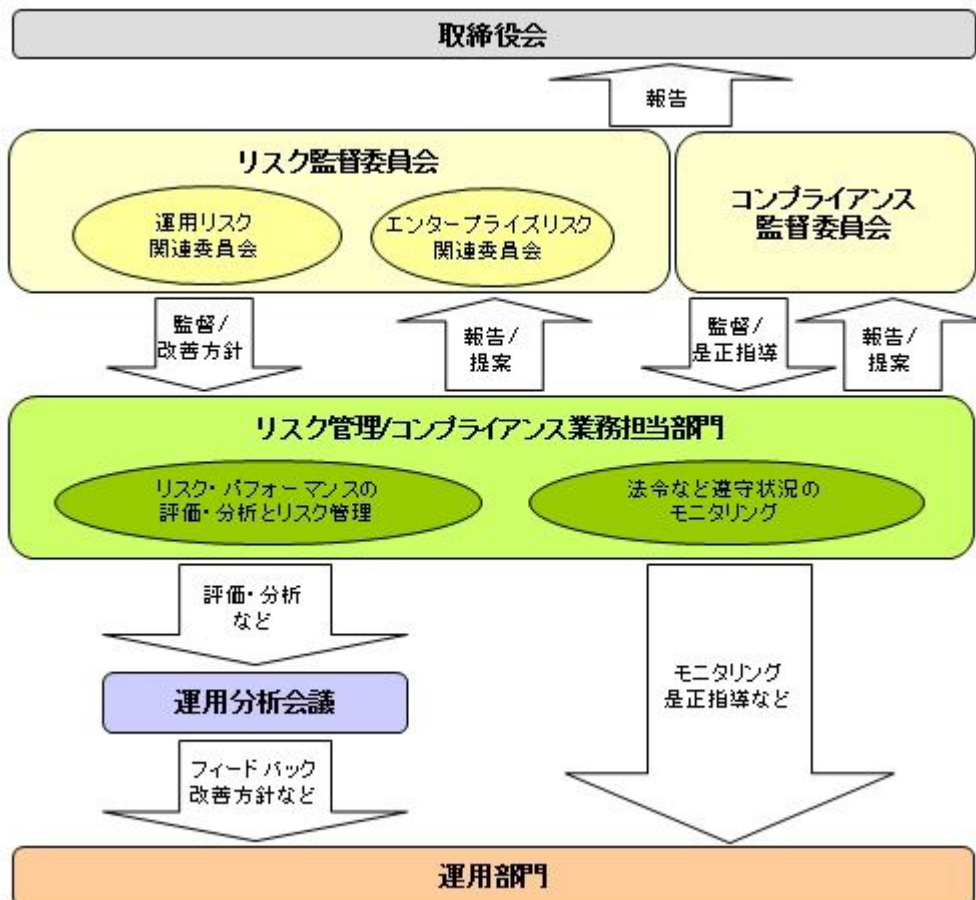 取締役会
報告
リスク監督委員会
運用リスク
関連委員会
エンタープライズリスク
関連委員会
コンプライアンス
監督委員会
監督/
改善方針
報告/
提案
監督/
是正指導
報告/
提案
リスク管理/コンプライアンス業務担当部門
リスク・パフォーマンスの
評価・分析とリスク管理
法令など遵守状況の
モニタリング
評価・分析
など
運用分析会議
モニタリング
是正指導など
フィードバック
改善方針など
運用部門